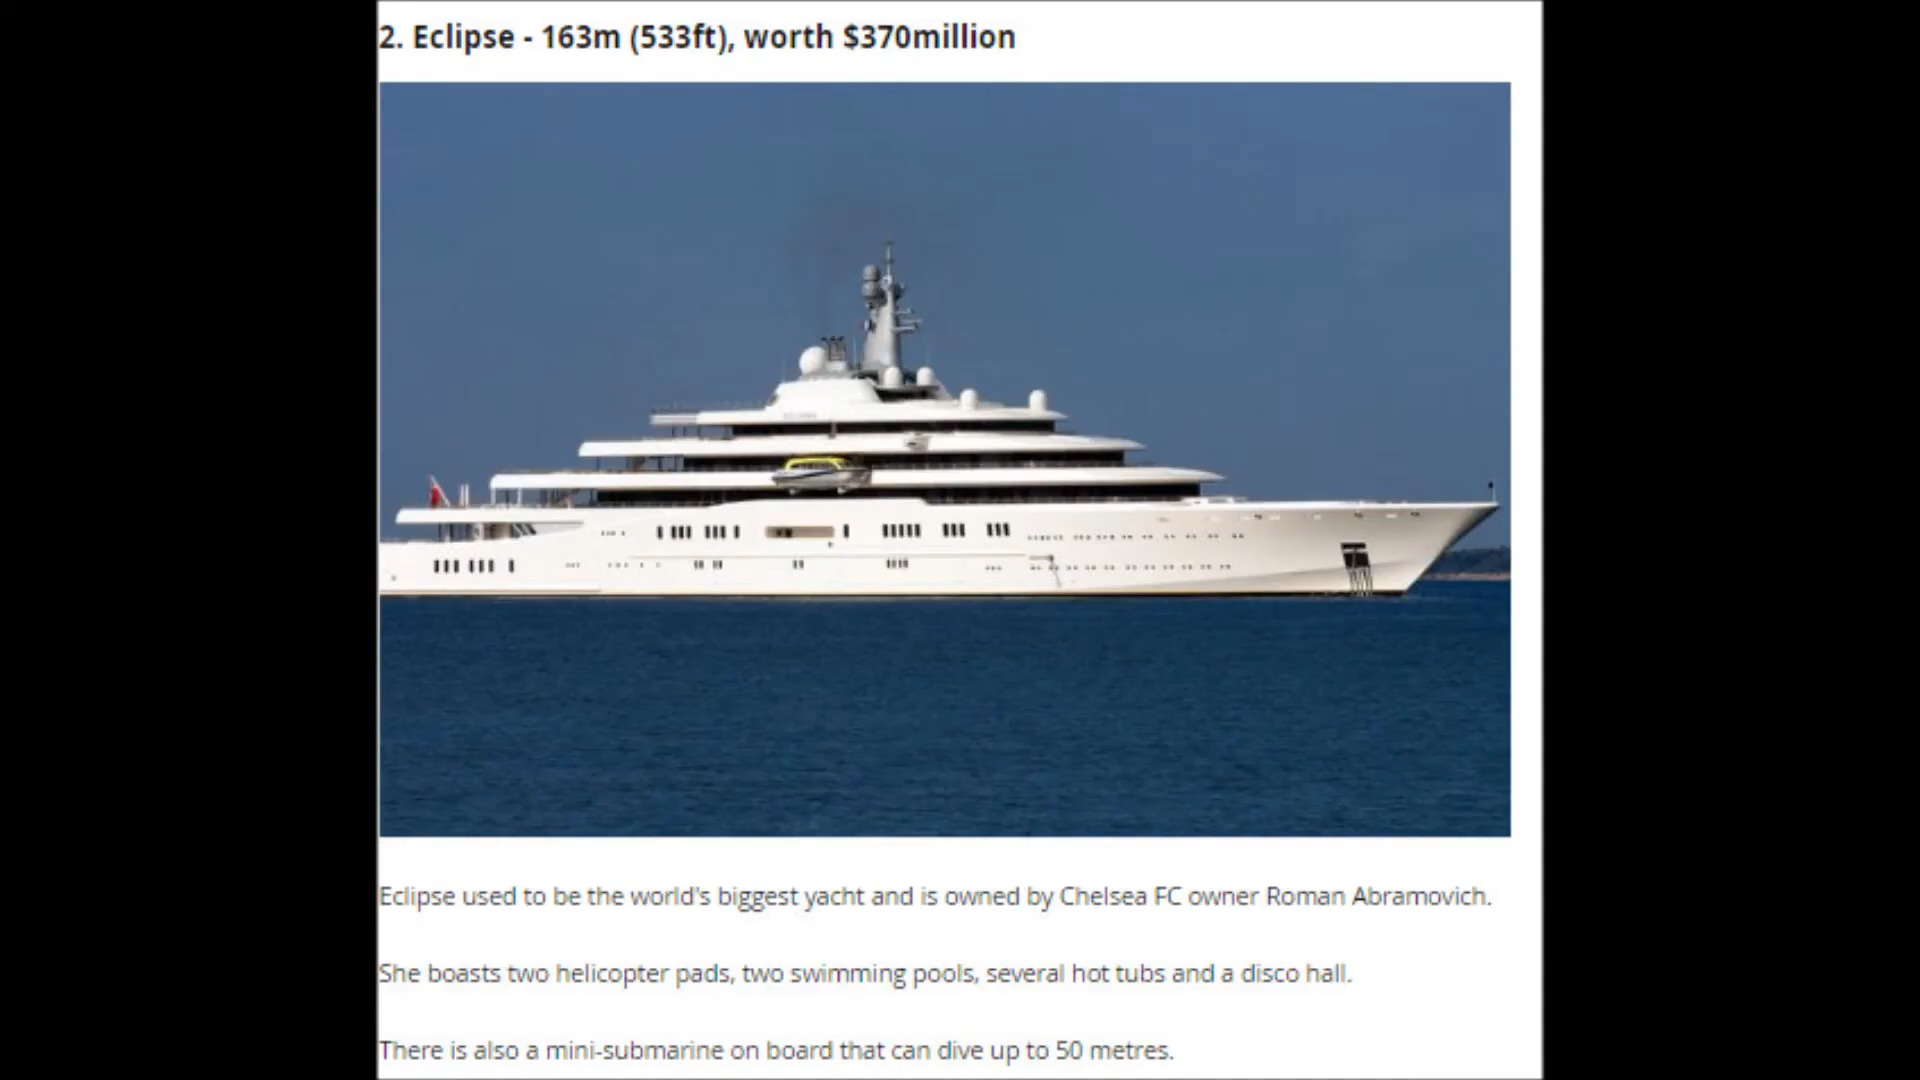 2. Eclipse - 163m (533ft), worth $370million
Eclipse used to be the world's biggest yacht and is owned by Chelsea FC owner Roman Abramovich.
She boasts two helicopter pads, two swimming pools, several hot tubs and a disco hall.
There is also a mini-submarine on board that can dive up to 50 metres.